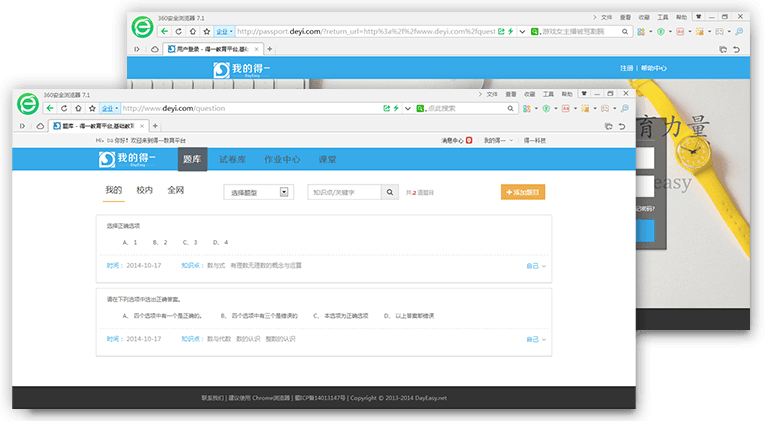 360安全浏览器 7.1
文件 查看 收藏 工具 帮助
企业 http://passport.deyi.com/?return_url=http%3a%2f%2fwww.deyi.com%2fquest
用户登录 - 得一教育平台,基础
我的得一
DayEasy
注册 | 帮助中心
育力量
easy
360安全浏览器 7.1
文件 查看 收藏 工具 帮助
企业 http://www.deyi.com/question
点此搜索
题库 - 得一教育平台,基础教
你好！欢迎来到得一教育平台
消息中心 0 我的得一 得一科技
我的得一
DayEasy
题库 试卷库 作业中心 课堂
我的 校内 全网
选择题型
知识点/关键字
共 2 道题目
添加题目
选择正确选项
A、 1 B、 2 C、 3 D、 4
时间： 2014-10-17 知识点： 数与式 有理数无理数的概念与运算 自己
请在下列选项中选出正确答案。
A、 四个选项中有一个是正确的。 B、 四个选项中有三个是错误的 C、 本选项为正确选项 D、 以上答案都错误
时间： 2014-10-17 知识点： 数与代数 数的认识 整数的认识 自己
联系我们 | 建议使用 Chrome浏览器 | 蜀ICP备14013147号 | Copyright © 2013-2014 DayEasy.net